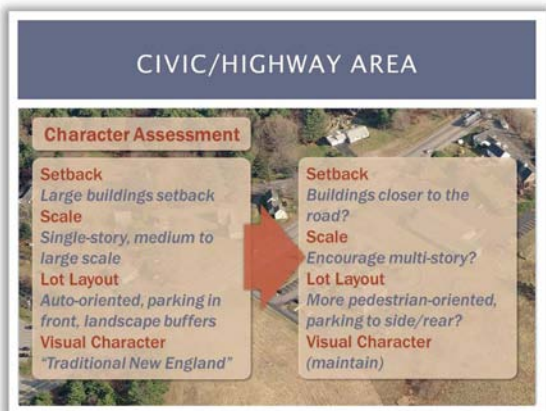 CIVIC/HIGHWAY AREA
Character Assessment
Setback
Large buildings setback
Scale
Single-story, medium to
large scale
Lot Layout
Auto-oriented, parking in
front, landscape buffers
Visual Character
"Traditional New England"
Setback
Buildings closer to the
road?
Scale
Encourage multi-story?
Lot Layout
More pedestrian-oriented,
parking to side/rear?
Visual Character
(maintain)